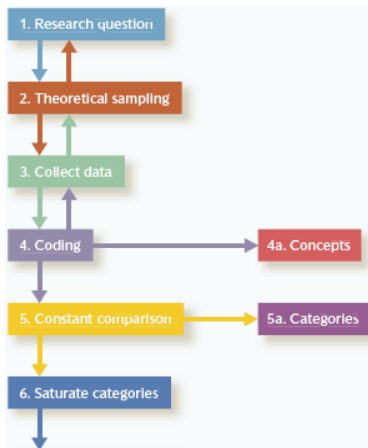 1. Research question
2. Theoretical sampling
3. Collect data
4. Coding
4a. Concepts
5. Constant comparison
5a. Categories
6. Saturate categories